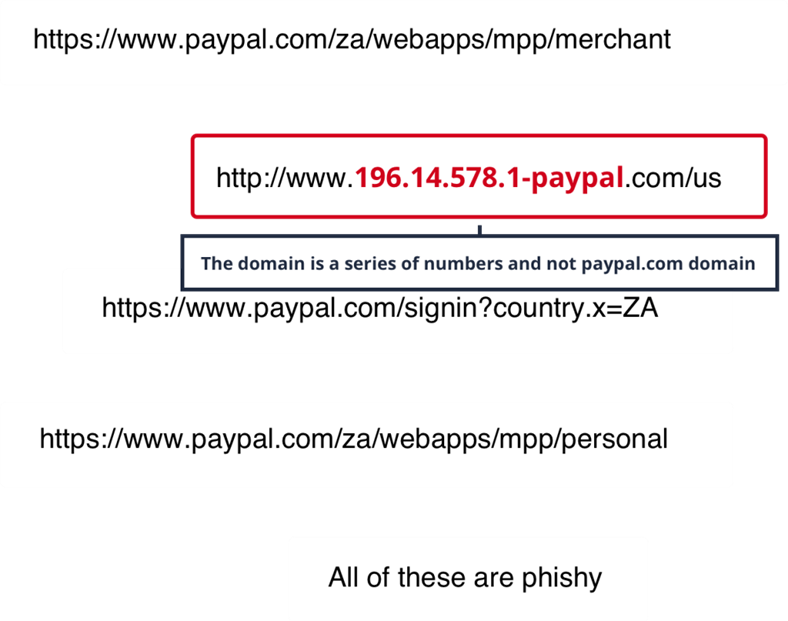 https://www.paypal.com/za/webapps/mpp/merchant
http://www.196.14.578.1-paypal.com/us
The domain is a series of numbers and not paypal.com domain
https://www.paypal.com/signin?country.x=ZA
https://www.paypal.com/za/webapps/mpp/personal
All of these are phishy